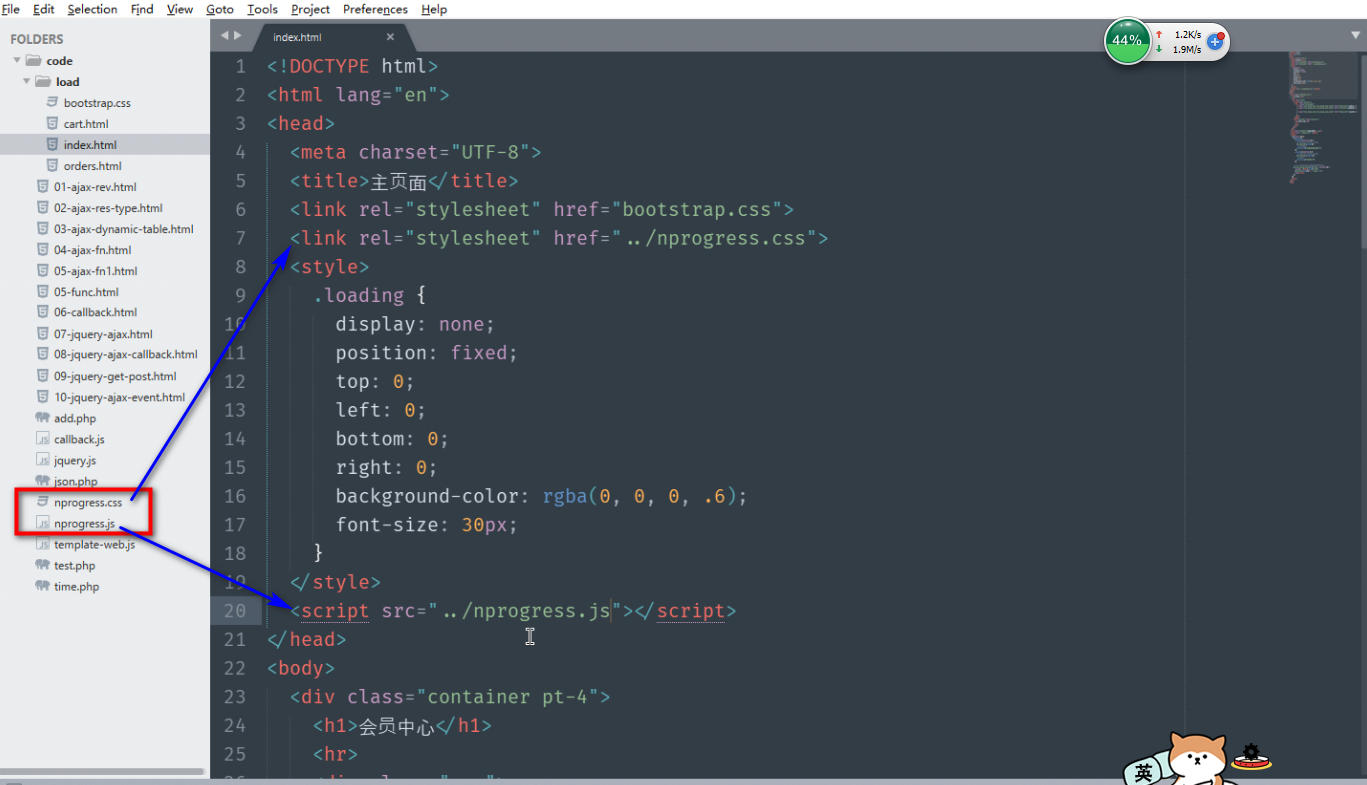 File Edit Selection Find View Goto Tools Project Preferences Help
FOLDERS
code
load
bootstrap.css
cart.html
index.html
orders.html
01-ajax-rev.html
02-ajax-res-type.html
03-ajax-dynamic-table.html
04-ajax-fn.html
05-ajax-fn1.html
05-func.html
06-callback.html
07-jquery-ajax.html
08-jquery-ajax-callback.html
09-jquery-get-post.html
10-jquery-ajax-event.html
add.php
callback.js
jquery.js
json.php
nprogress.css
nprogress.js
template-web.js
test.php
time.php
index.html
44%
1.2K/s
1.9M/s
1 <!DOCTYPE html>
2 <html lang="en">
3 <head>
4 <meta charset="UTF-8">
5 <title>主页面</title>
6 <link rel="stylesheet" href="bootstrap.css">
7 <link rel="stylesheet" href="../nprogress.css">
8 <style>
9 .loading {
10 display: none;
11 position: fixed;
12 top: 0;
13 left: 0;
14 bottom: 0;
15 right: 0;
16 background-color: rgba(0, 0, 0, .6);
17 font-size: 30px;
18 }
19 </style>
20 <script src="../nprogress.js"></script>
21 </head>
22 <body>
23 <div class="container pt-4">
24 <h1>会员中心</h1>
25 <hr>
英